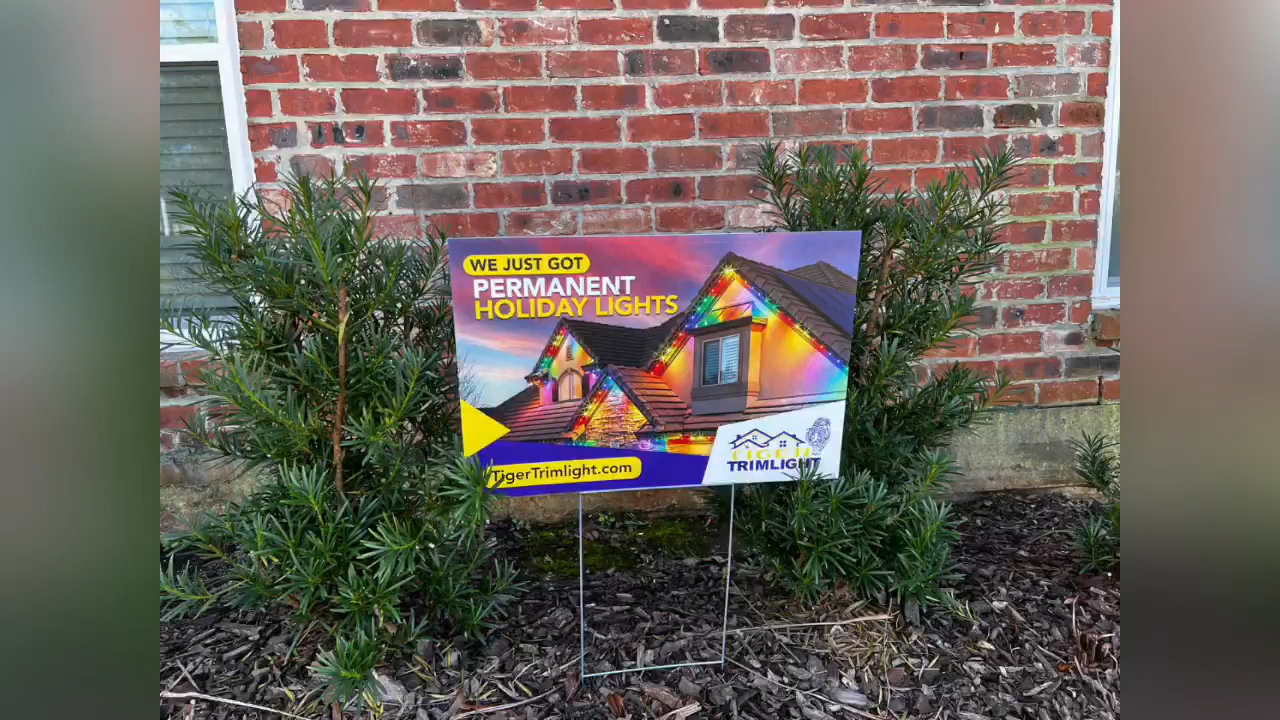 WE JUST GOT
PERMANENT
HOLIDAY LIGHTS
TigerTrimlight.com
TIGER
TRIMLIGHT